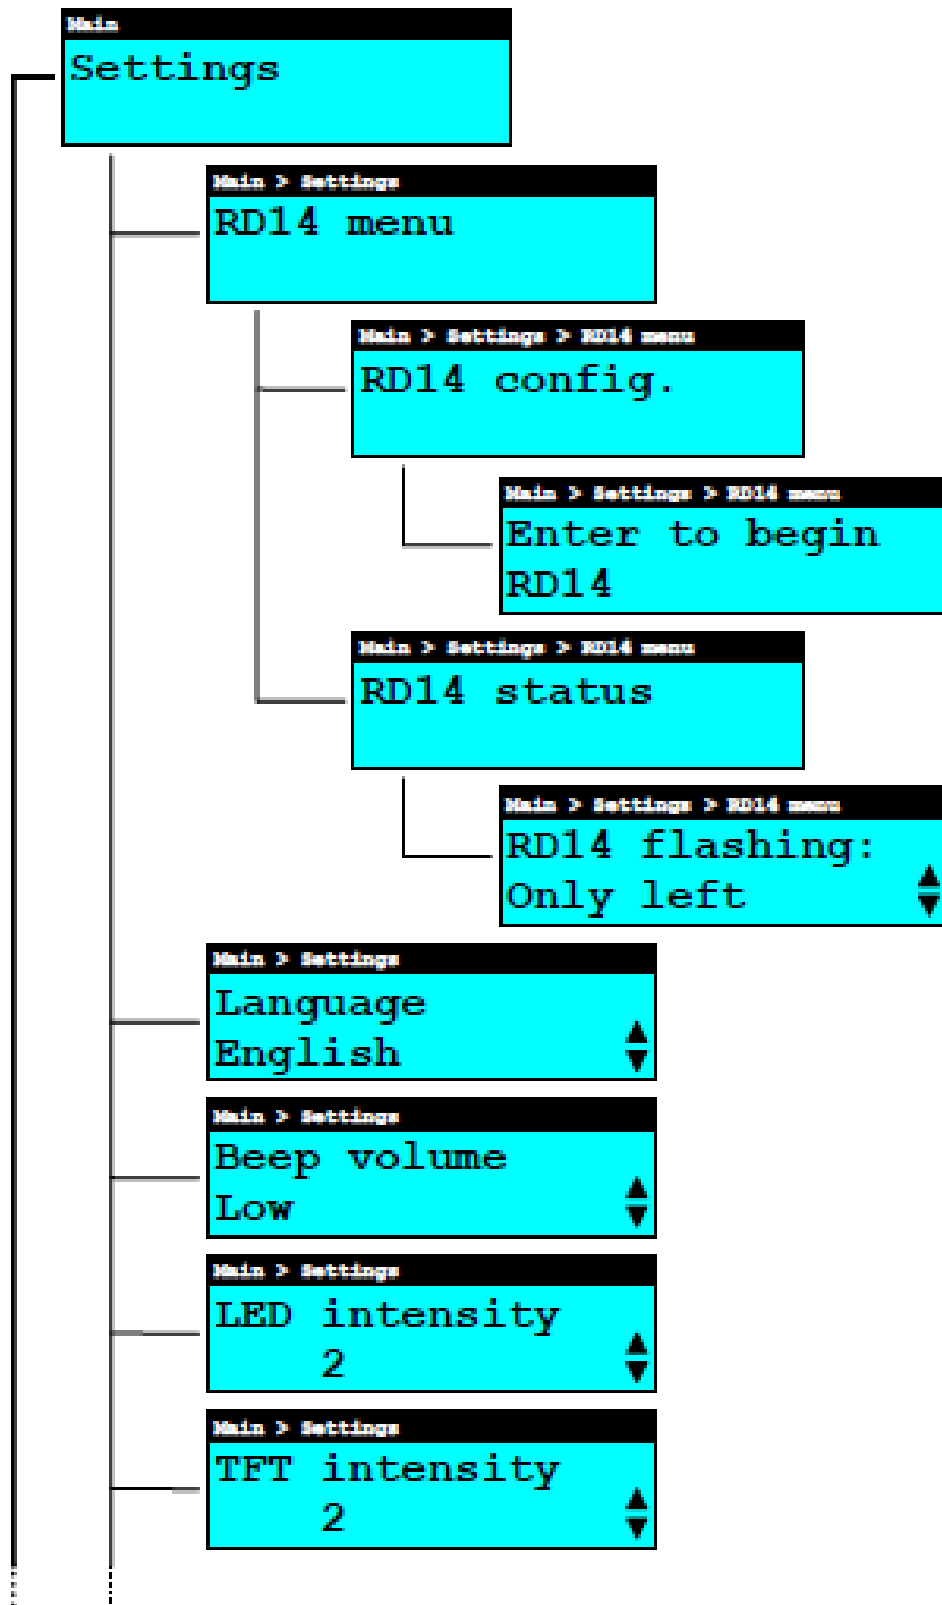 Main
Settings
Main > Settings
RD14 menu
Main > Settings > RD14 menu
RD14 config.
Main > Settings > RD14 menu
Enter to begin
RD14
Main > Settings > RD14 menu
RD14 status
Main > Settings > RD14 menu
RD14 flashing:
Only left
Main > Settings
Language
English
Main > Settings
Beep volume
Low
Main > Settings
LED intensity
2
Main > Settings
TFT intensity
2